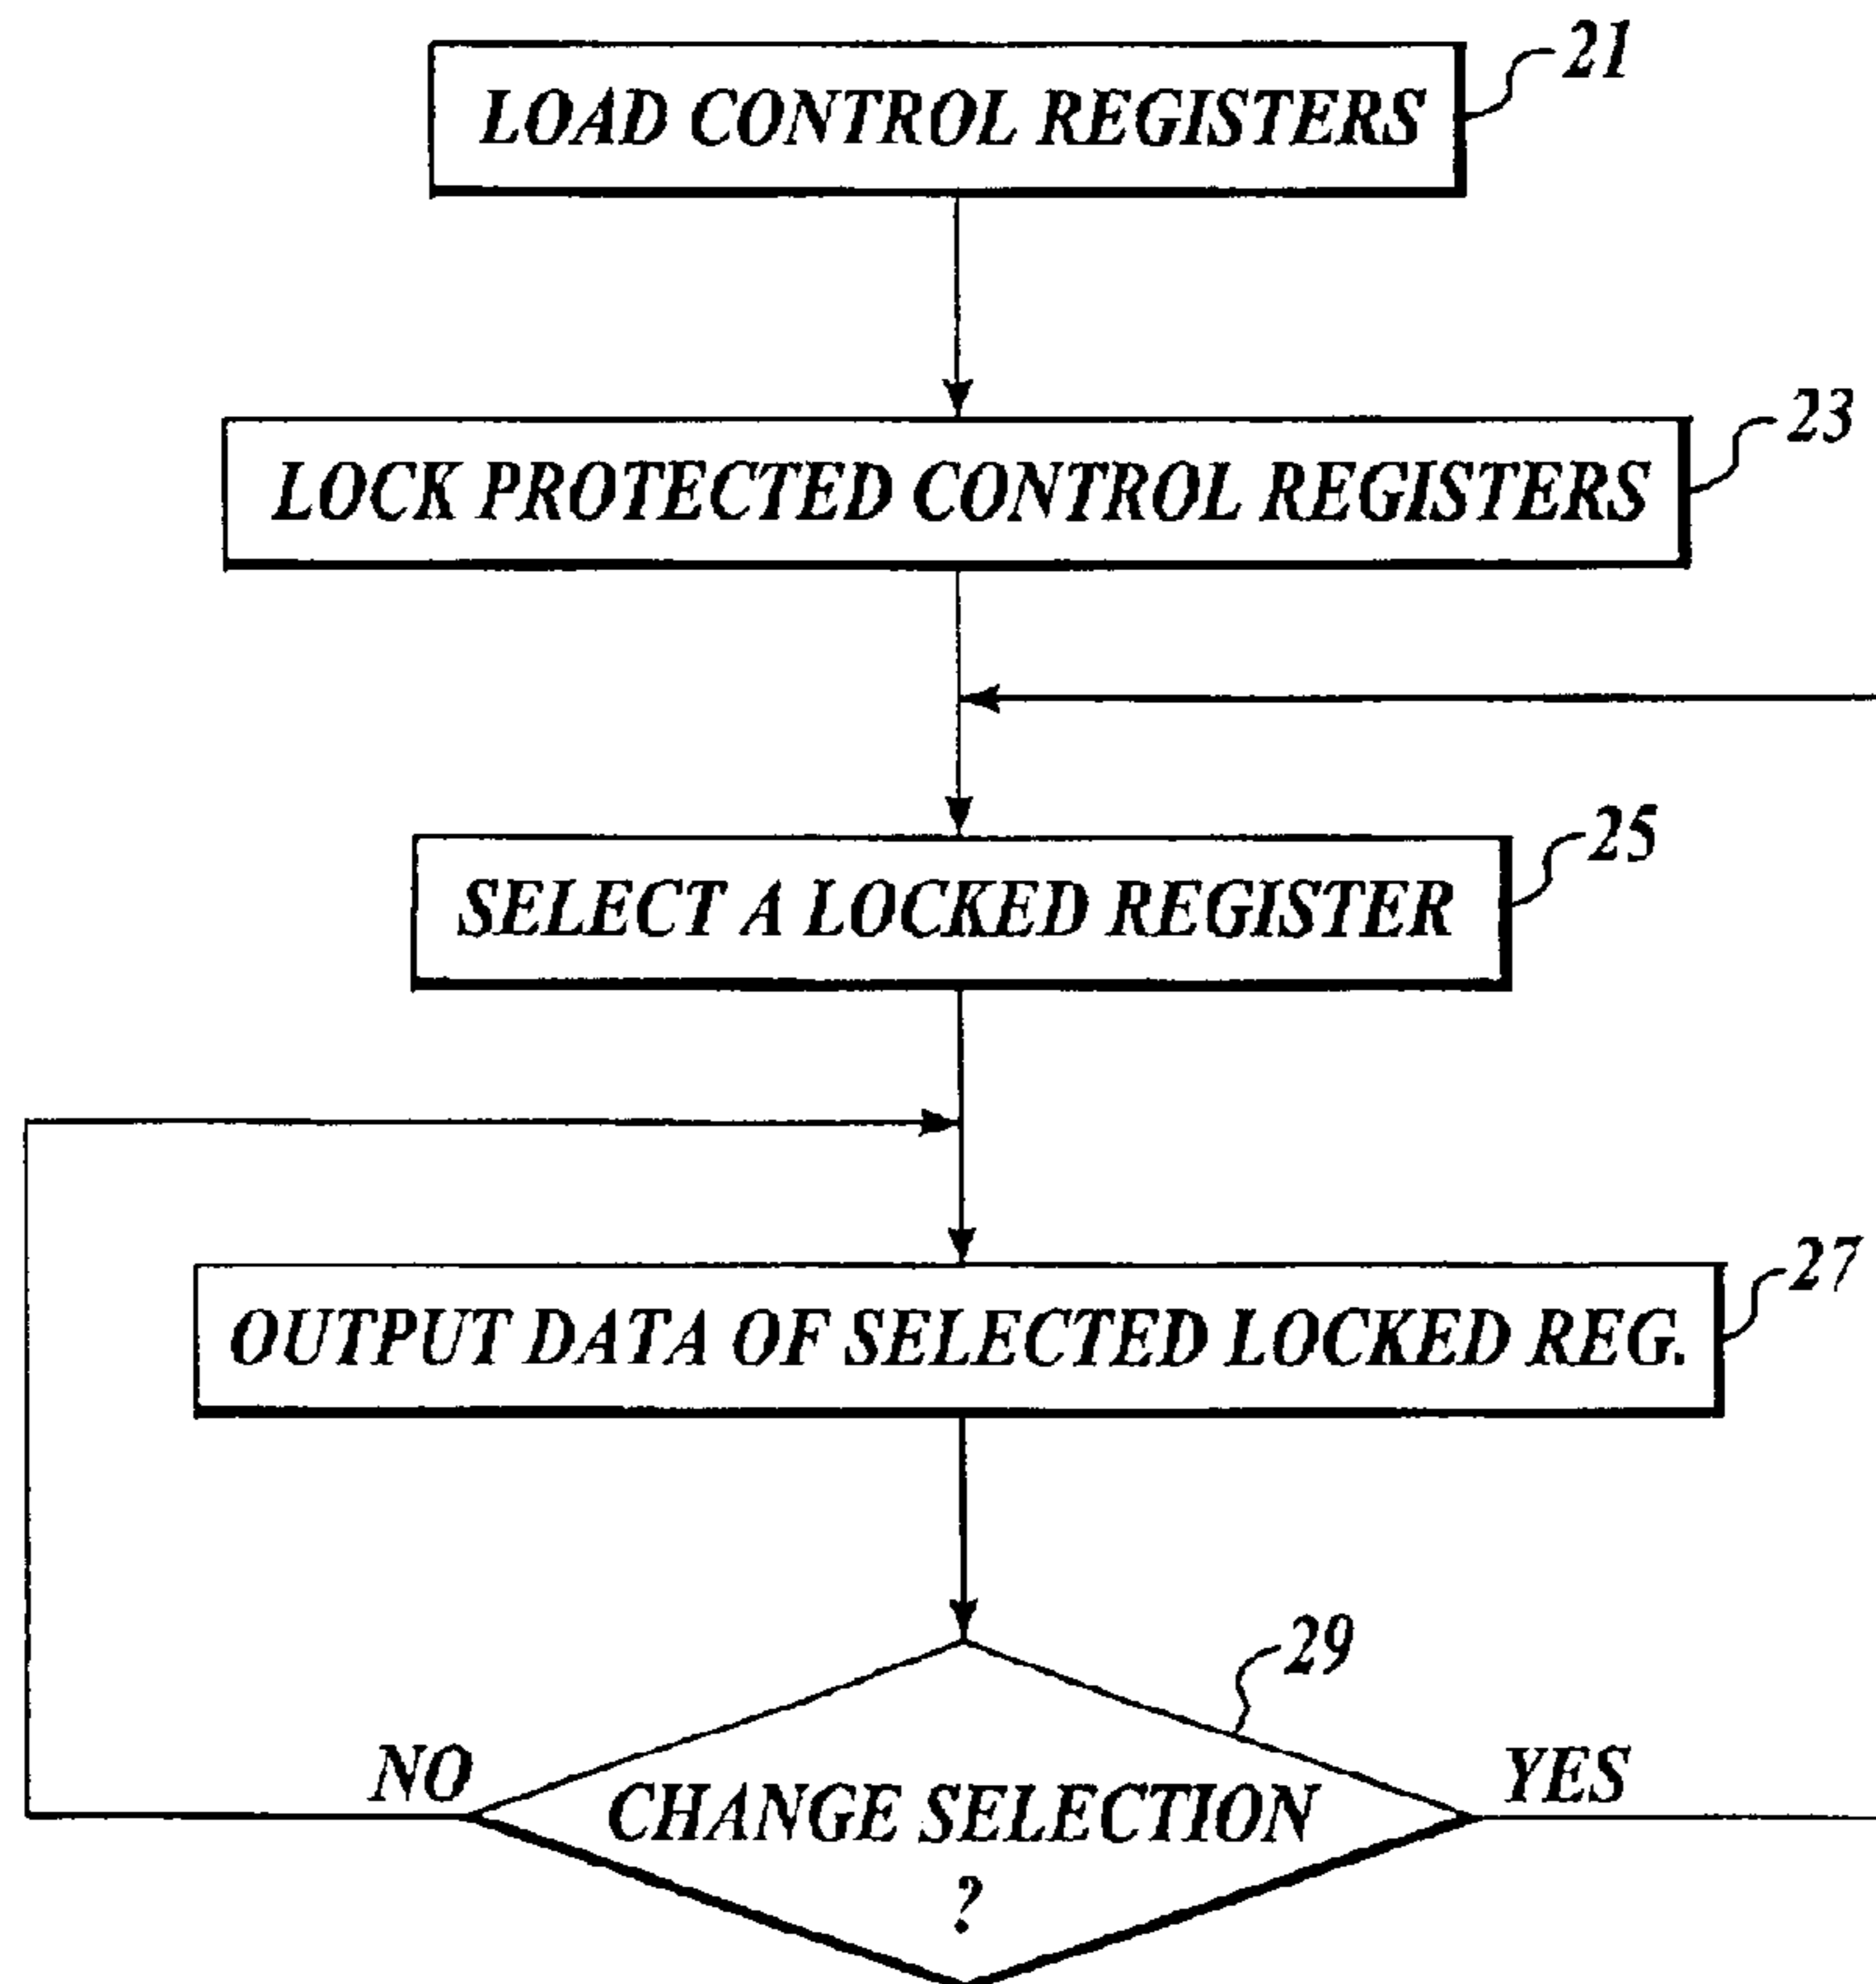 21
LOAD CONTROL REGISTERS
23
LOCK PROTECTED CONTROL REGISTERS
25
SELECT A LOCKED REGISTER
27
OUTPUT DATA OF SELECTED LOCKED REG.
29
NO
YES
CHANGE SELECTION
?